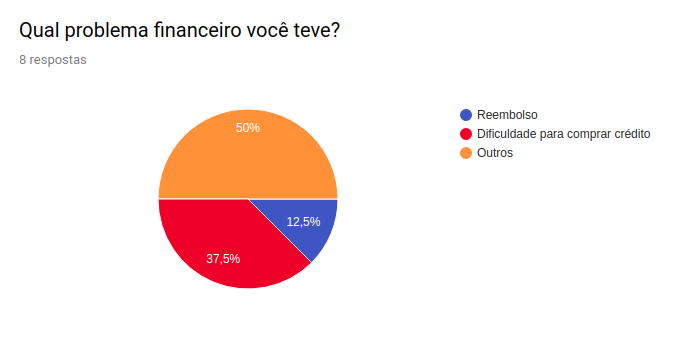 Qual problema financeiro você teve?
8 respostas
50%
12,5%
37,5%
Reembolso
Dificuldade para comprar crédito
Outros